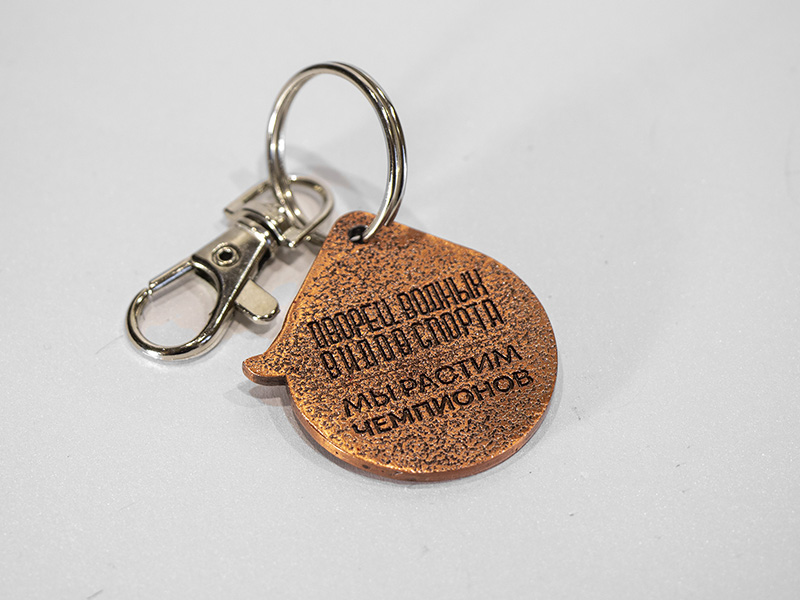 ДВОРЕЦ ВОДНЫХ
ВИДОВ СПОРТА
МЫ РАСТИМ
ЧЕМПИОНОВ